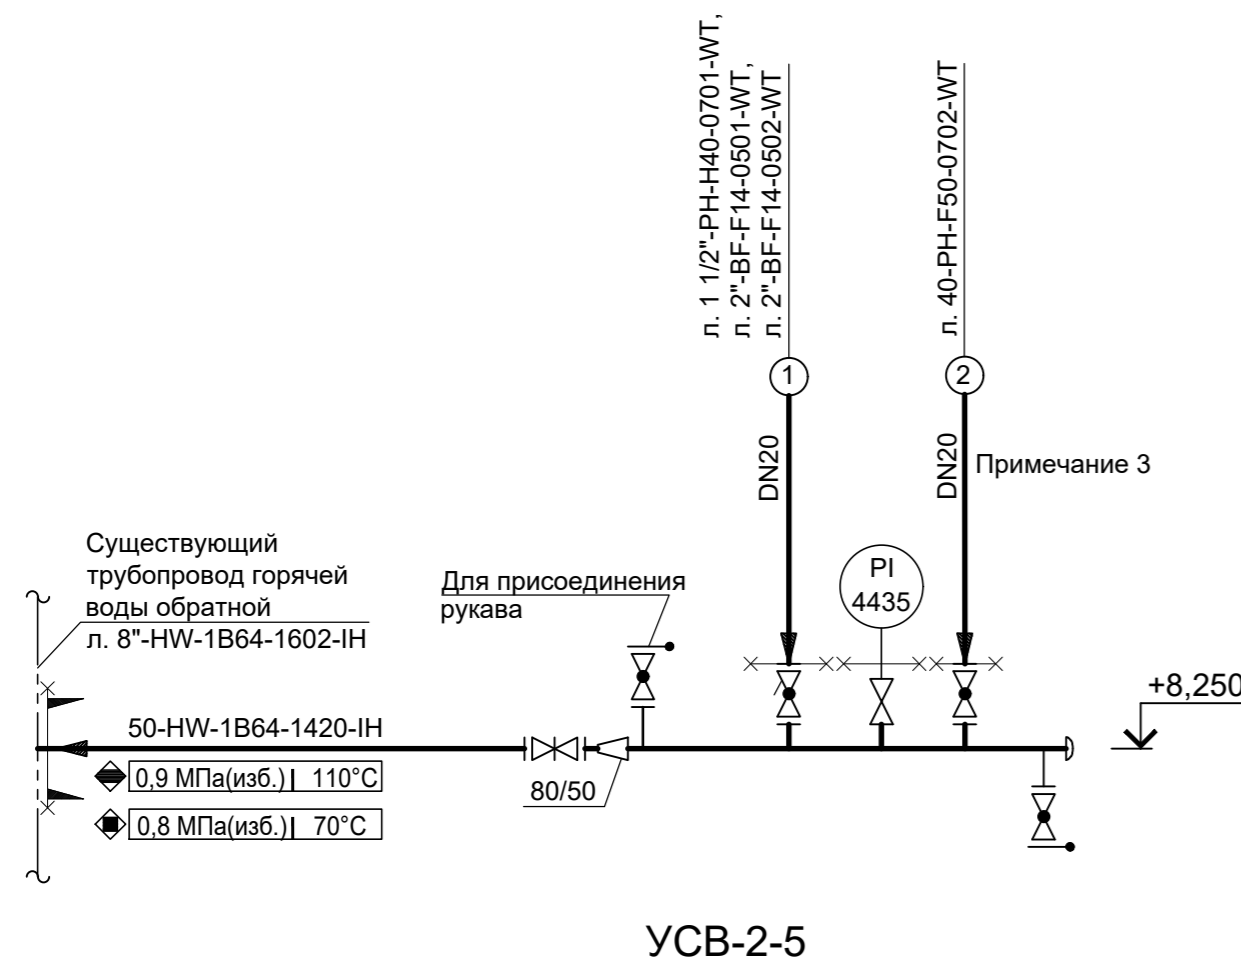 л. 1 1/2"-PH-H40-0701-WT,
л. 2"-BF-F14-0501-WT,
л. 2"-BF-F14-0502-WT
л. 40-PH-F50-0702-WT
1
2
DN20
DN20
Примечание 3
PI
4435
Существующий
трубопровод горячей
воды обратной
л. 8"-HW-1B64-1602-IH
Для присоединения
рукава
+8,250
50-HW-1B64-1420-IH
0,9 МПа(изб.) | 110°C
80/50
0,8 МПа(изб.) | 70°C
УСВ-2-5